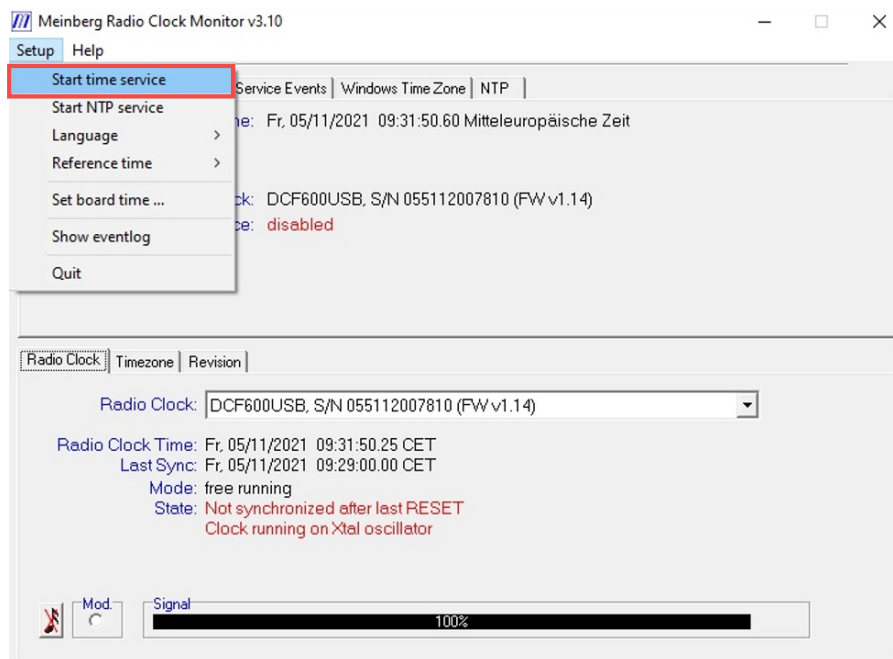 Meinberg Radio Clock Monitor v3.10
Setup Help
Start time service
Start NTP service
Language
Reference time
Set board time ...
Show eventlog
Quit
Service Events Windows Time Zone NTP
Fr, 05/11/2021 09:31:50.60 Mitteleuropäische Zeit
DCF600USB, S/N 055112007810 (FW v1.14)
disabled
Radio Clock Timezone Revision
Radio Clock: DCF600USB, S/N 055112007810 (FW v1.14)
Radio Clock Time: Fr, 05/11/2021 09:31:50.25 CET
Last Sync: Fr, 05/11/2021 09:29:00.00 CET
Mode: free running
State: Not synchronized after last RESET
Clock running on Xtal oscillator
Mod. Signal
100%